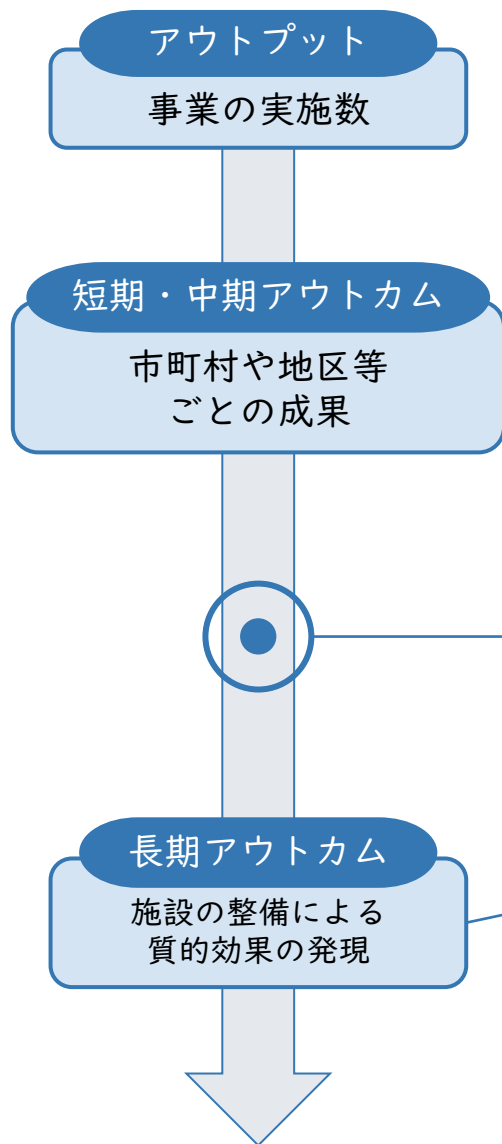 アウトプット
事業の実施数
短期・中期アウトカム
市町村や地区等
ごとの成果
長期アウトカム
施設の整備による
質的効果の発現